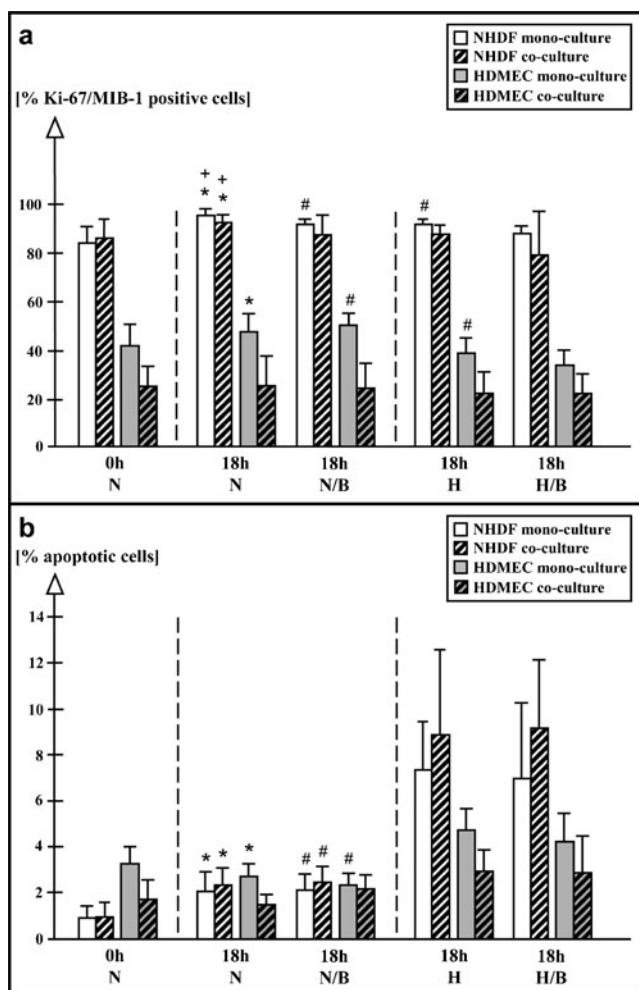 a
NHDF mono-culture
NHDF co-culture
HDMEC mono-culture
HDMEC co-culture
[% Ki-67/MIB-1 positive cells]
100
80
60
40
20
0
+ +
* *
*
#
#
#
#
0h 18h 18h 18h 18h
N N N/B H H/B
b
[% apoptotic cells]
NHDF mono-culture
NHDF co-culture
HDMEC mono-culture
HDMEC co-culture
14
12
10
8
6
4
2
0
* * *
# # #
0h 18h 18h 18h 18h
N N N/B H H/B